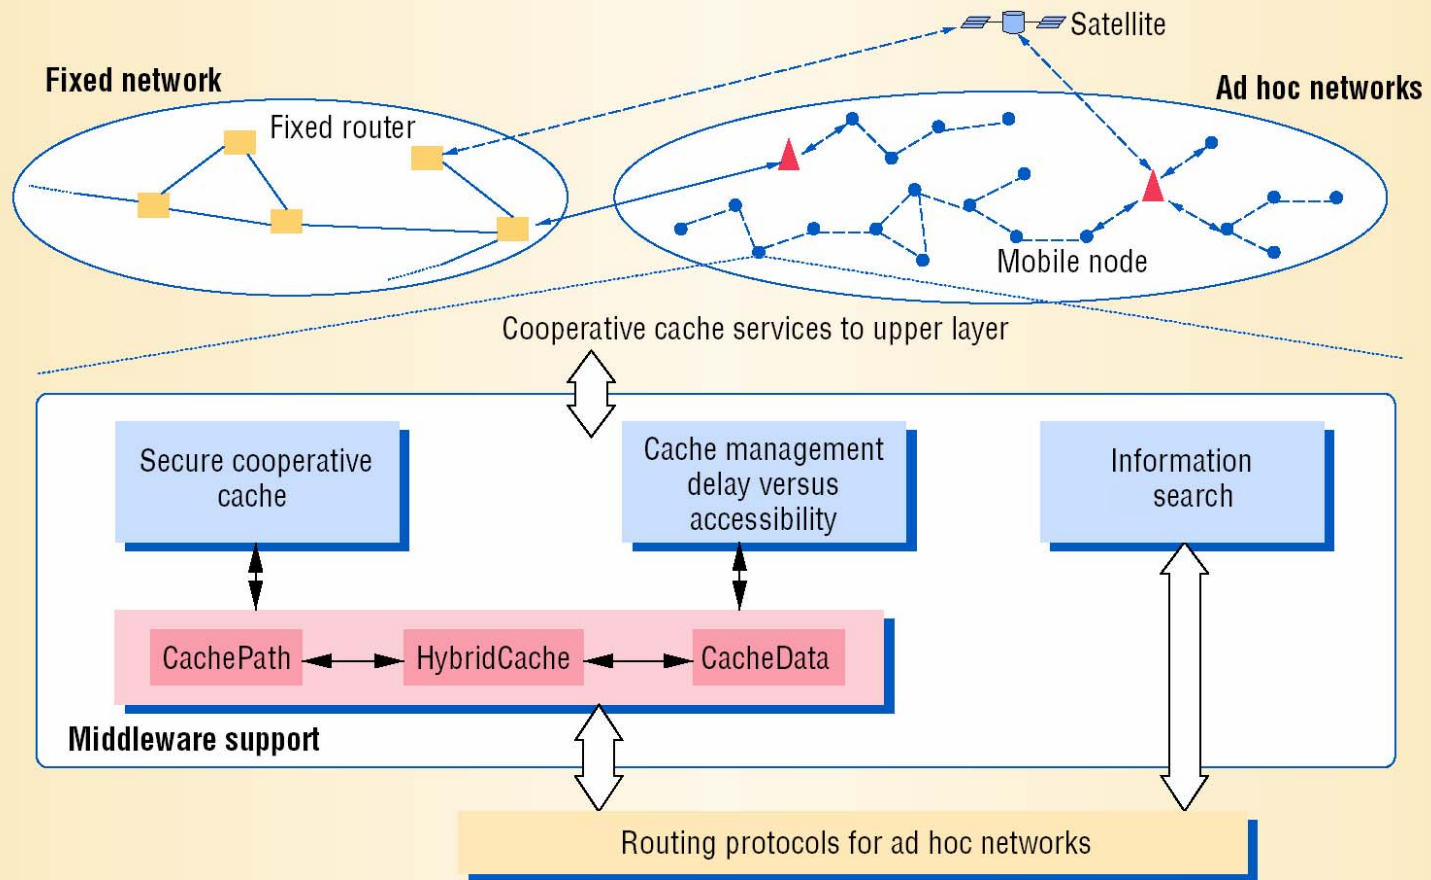 Satellite
Fixed network
Ad hoc networks
Fixed router
Mobile node
Cooperative cache services to upper layer
Secure cooperative
cache
Cache management
delay versus
accessibility
Information
search
CachePath
HybridCache
CacheData
Middleware support
Routing protocols for ad hoc networks